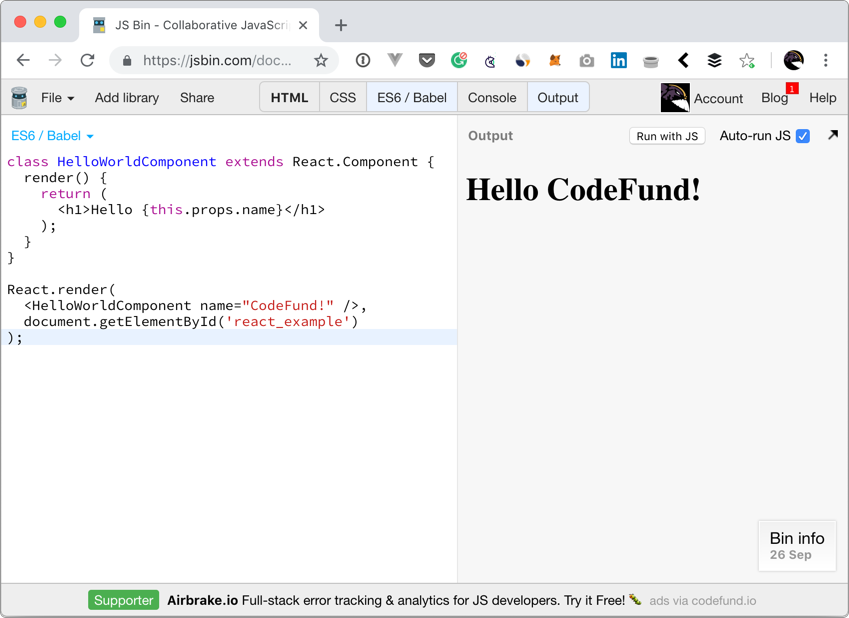 JS Bin - Collaborative JavaScri
https://jsbin.com/doc...
File Add library Share HTML CSS ES6 / Babel Console Output Account Blog 1 Help
ES6 / Babel
class HelloWorldComponent extends React.Component {
  render() {
    return (
      <h1>Hello {this.props.name}</h1>
    );
  }
}
React.render(
  <HelloWorldComponent name="CodeFund!" />,
  document.getElementById('react_example')
);
Output Run with JS Auto-run JS
Hello CodeFund!
Bin info
26 Sep
Supporter Airbrake.io Full-stack error tracking & analytics for JS developers. Try it Free! ads via codefund.io